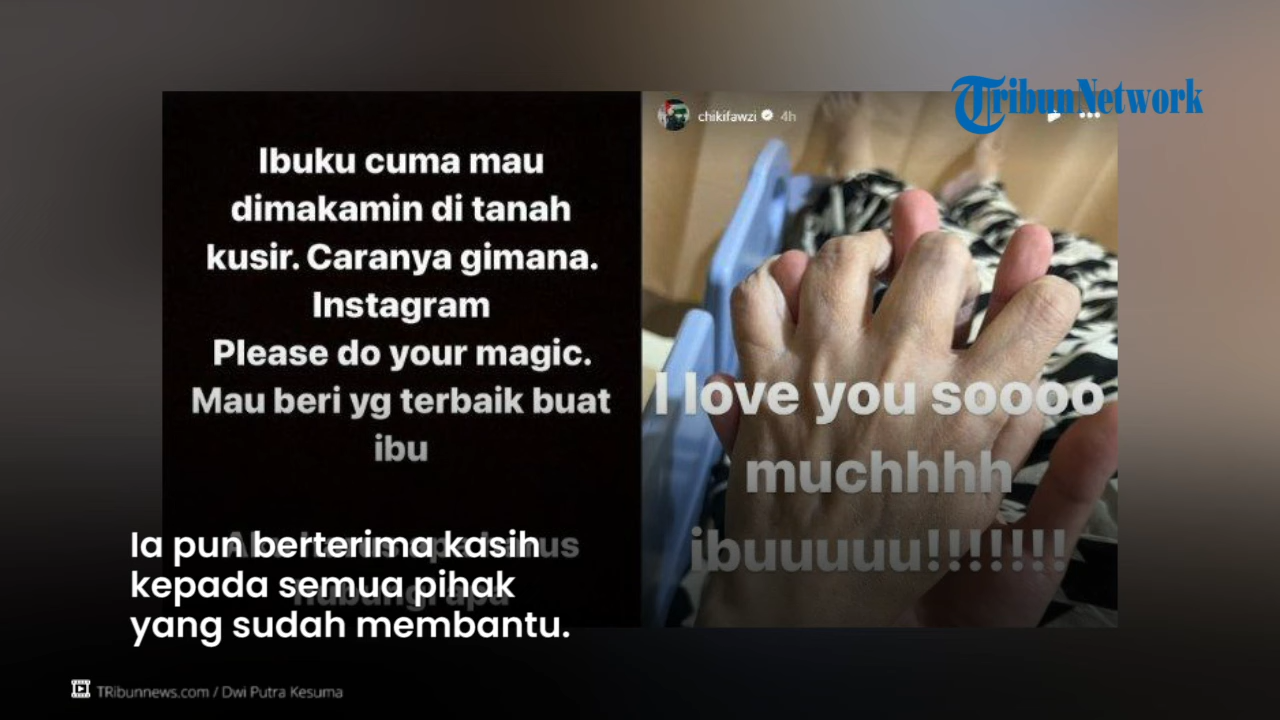 TribunNetwork
Ibuku cuma mau
dimakamin di tanah
kusir. Caranya gimana.
Instagram
Please do your magic.
Mau beri yg terbaik buat
ibu
chikifawzi 4h
I love you soooo
muchhhh
ibuuuuu!!!!!!!
Ia pun berterima kasih
kepada semua pihak
yang sudah membantu.
TRibunnews.com / Dwi Putra Kesuma